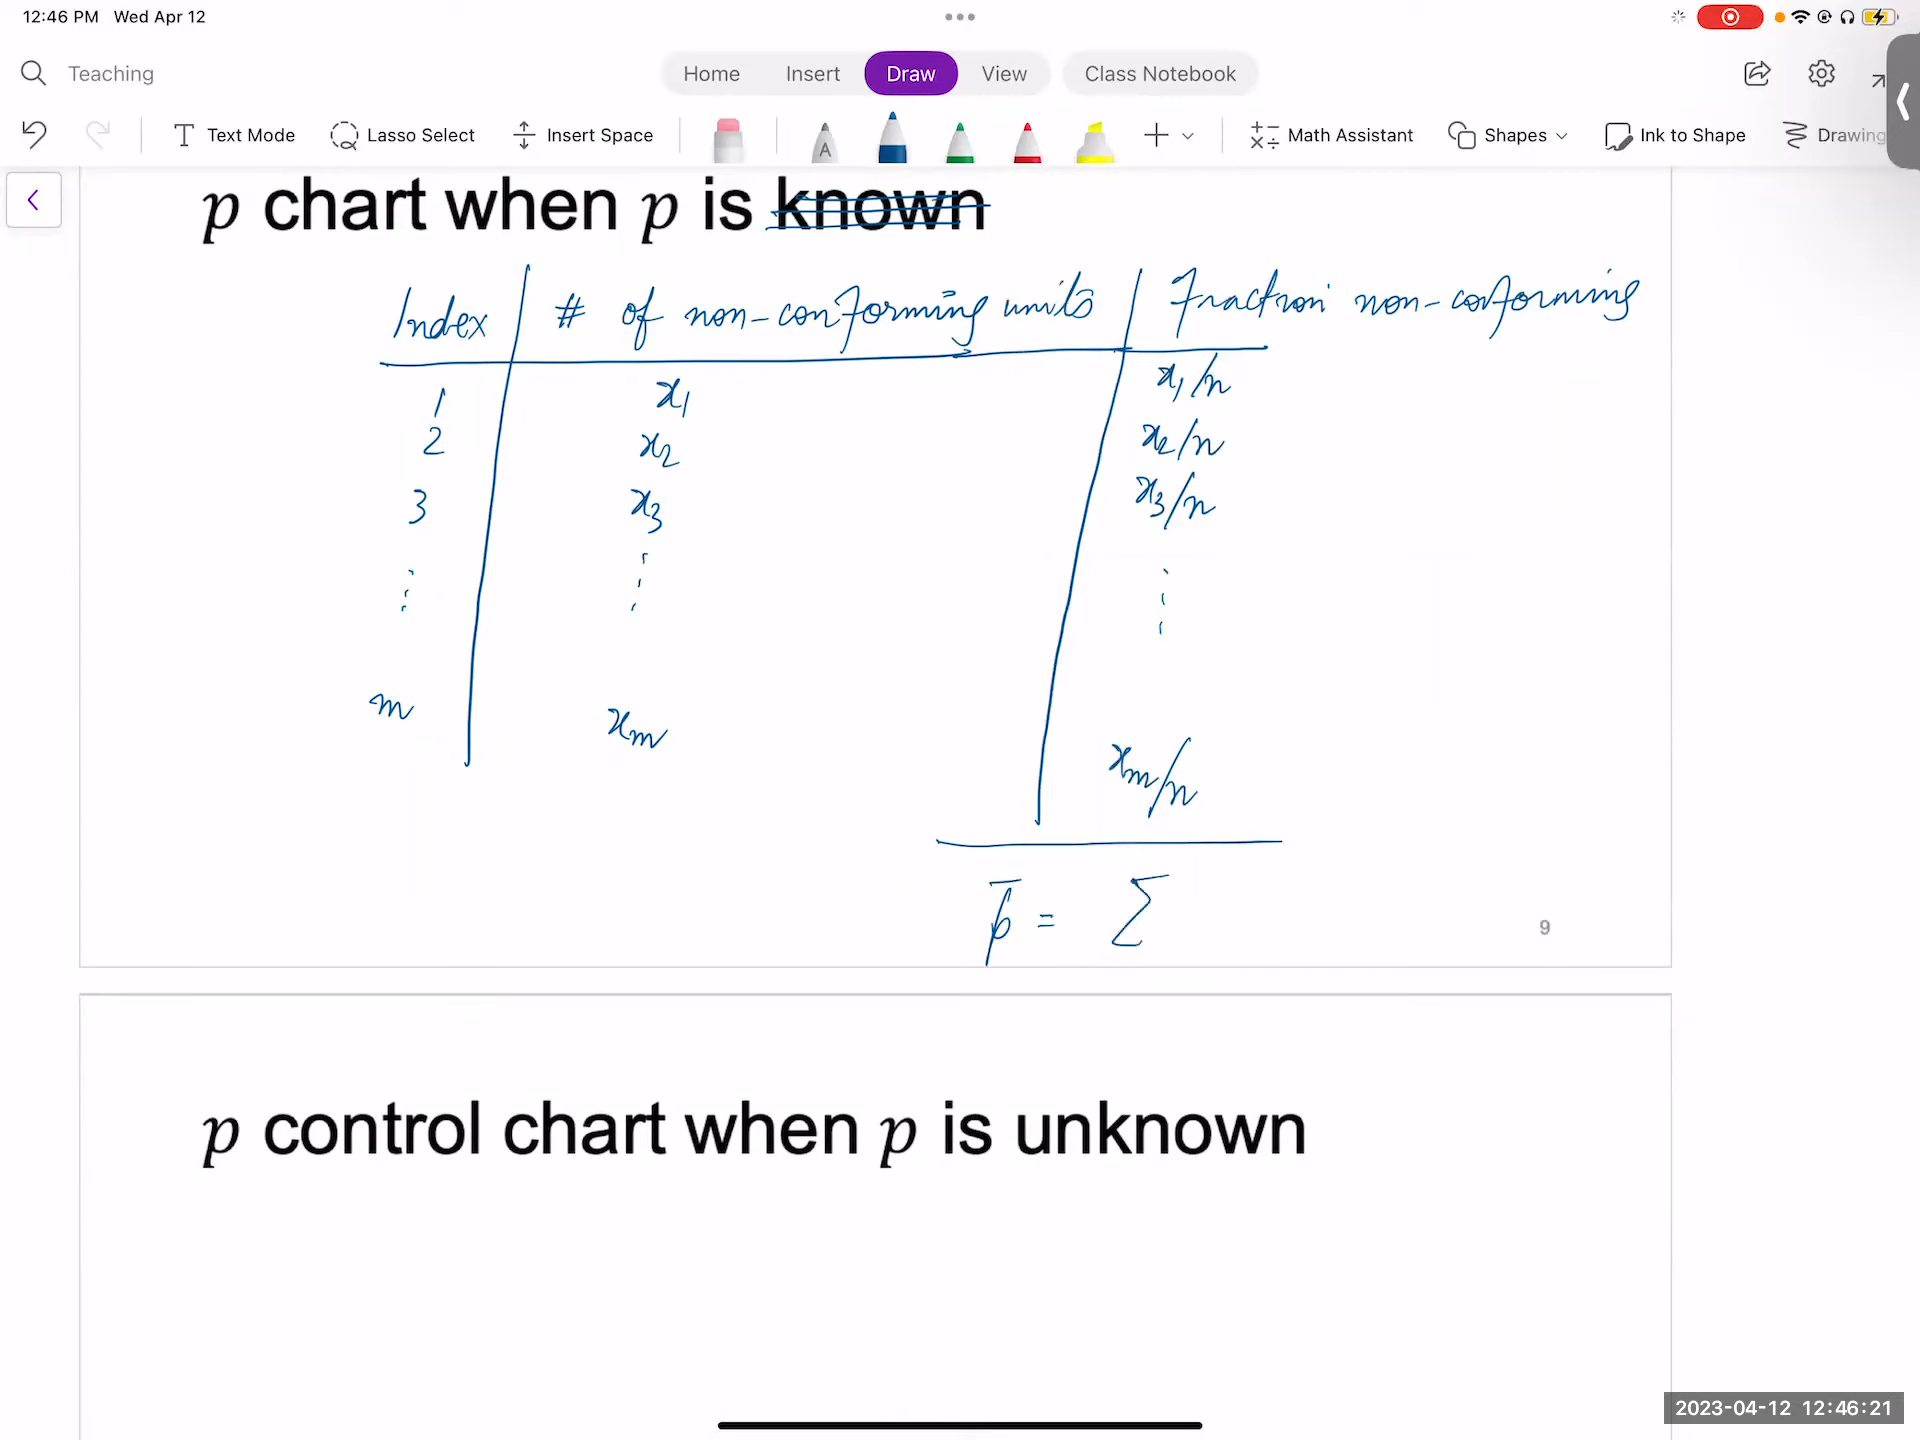 12:46 PM Wed Apr 12
Teaching
Home Insert Draw View Class Notebook
Text Mode Lasso Select Insert Space A Math Assistant Shapes Ink to Shape Drawing
p chart when p is known
Index # of non-conforming units Fraction non-conforming
1 x₁ x₁/n
2 x₂ x₂/n
3 x₃ x₃/n
⋮ ⋮ ⋮
m xₘ xₘ/n
p̄ = Σ
9
p control chart when p is unknown
2023-04-12 12:46:21